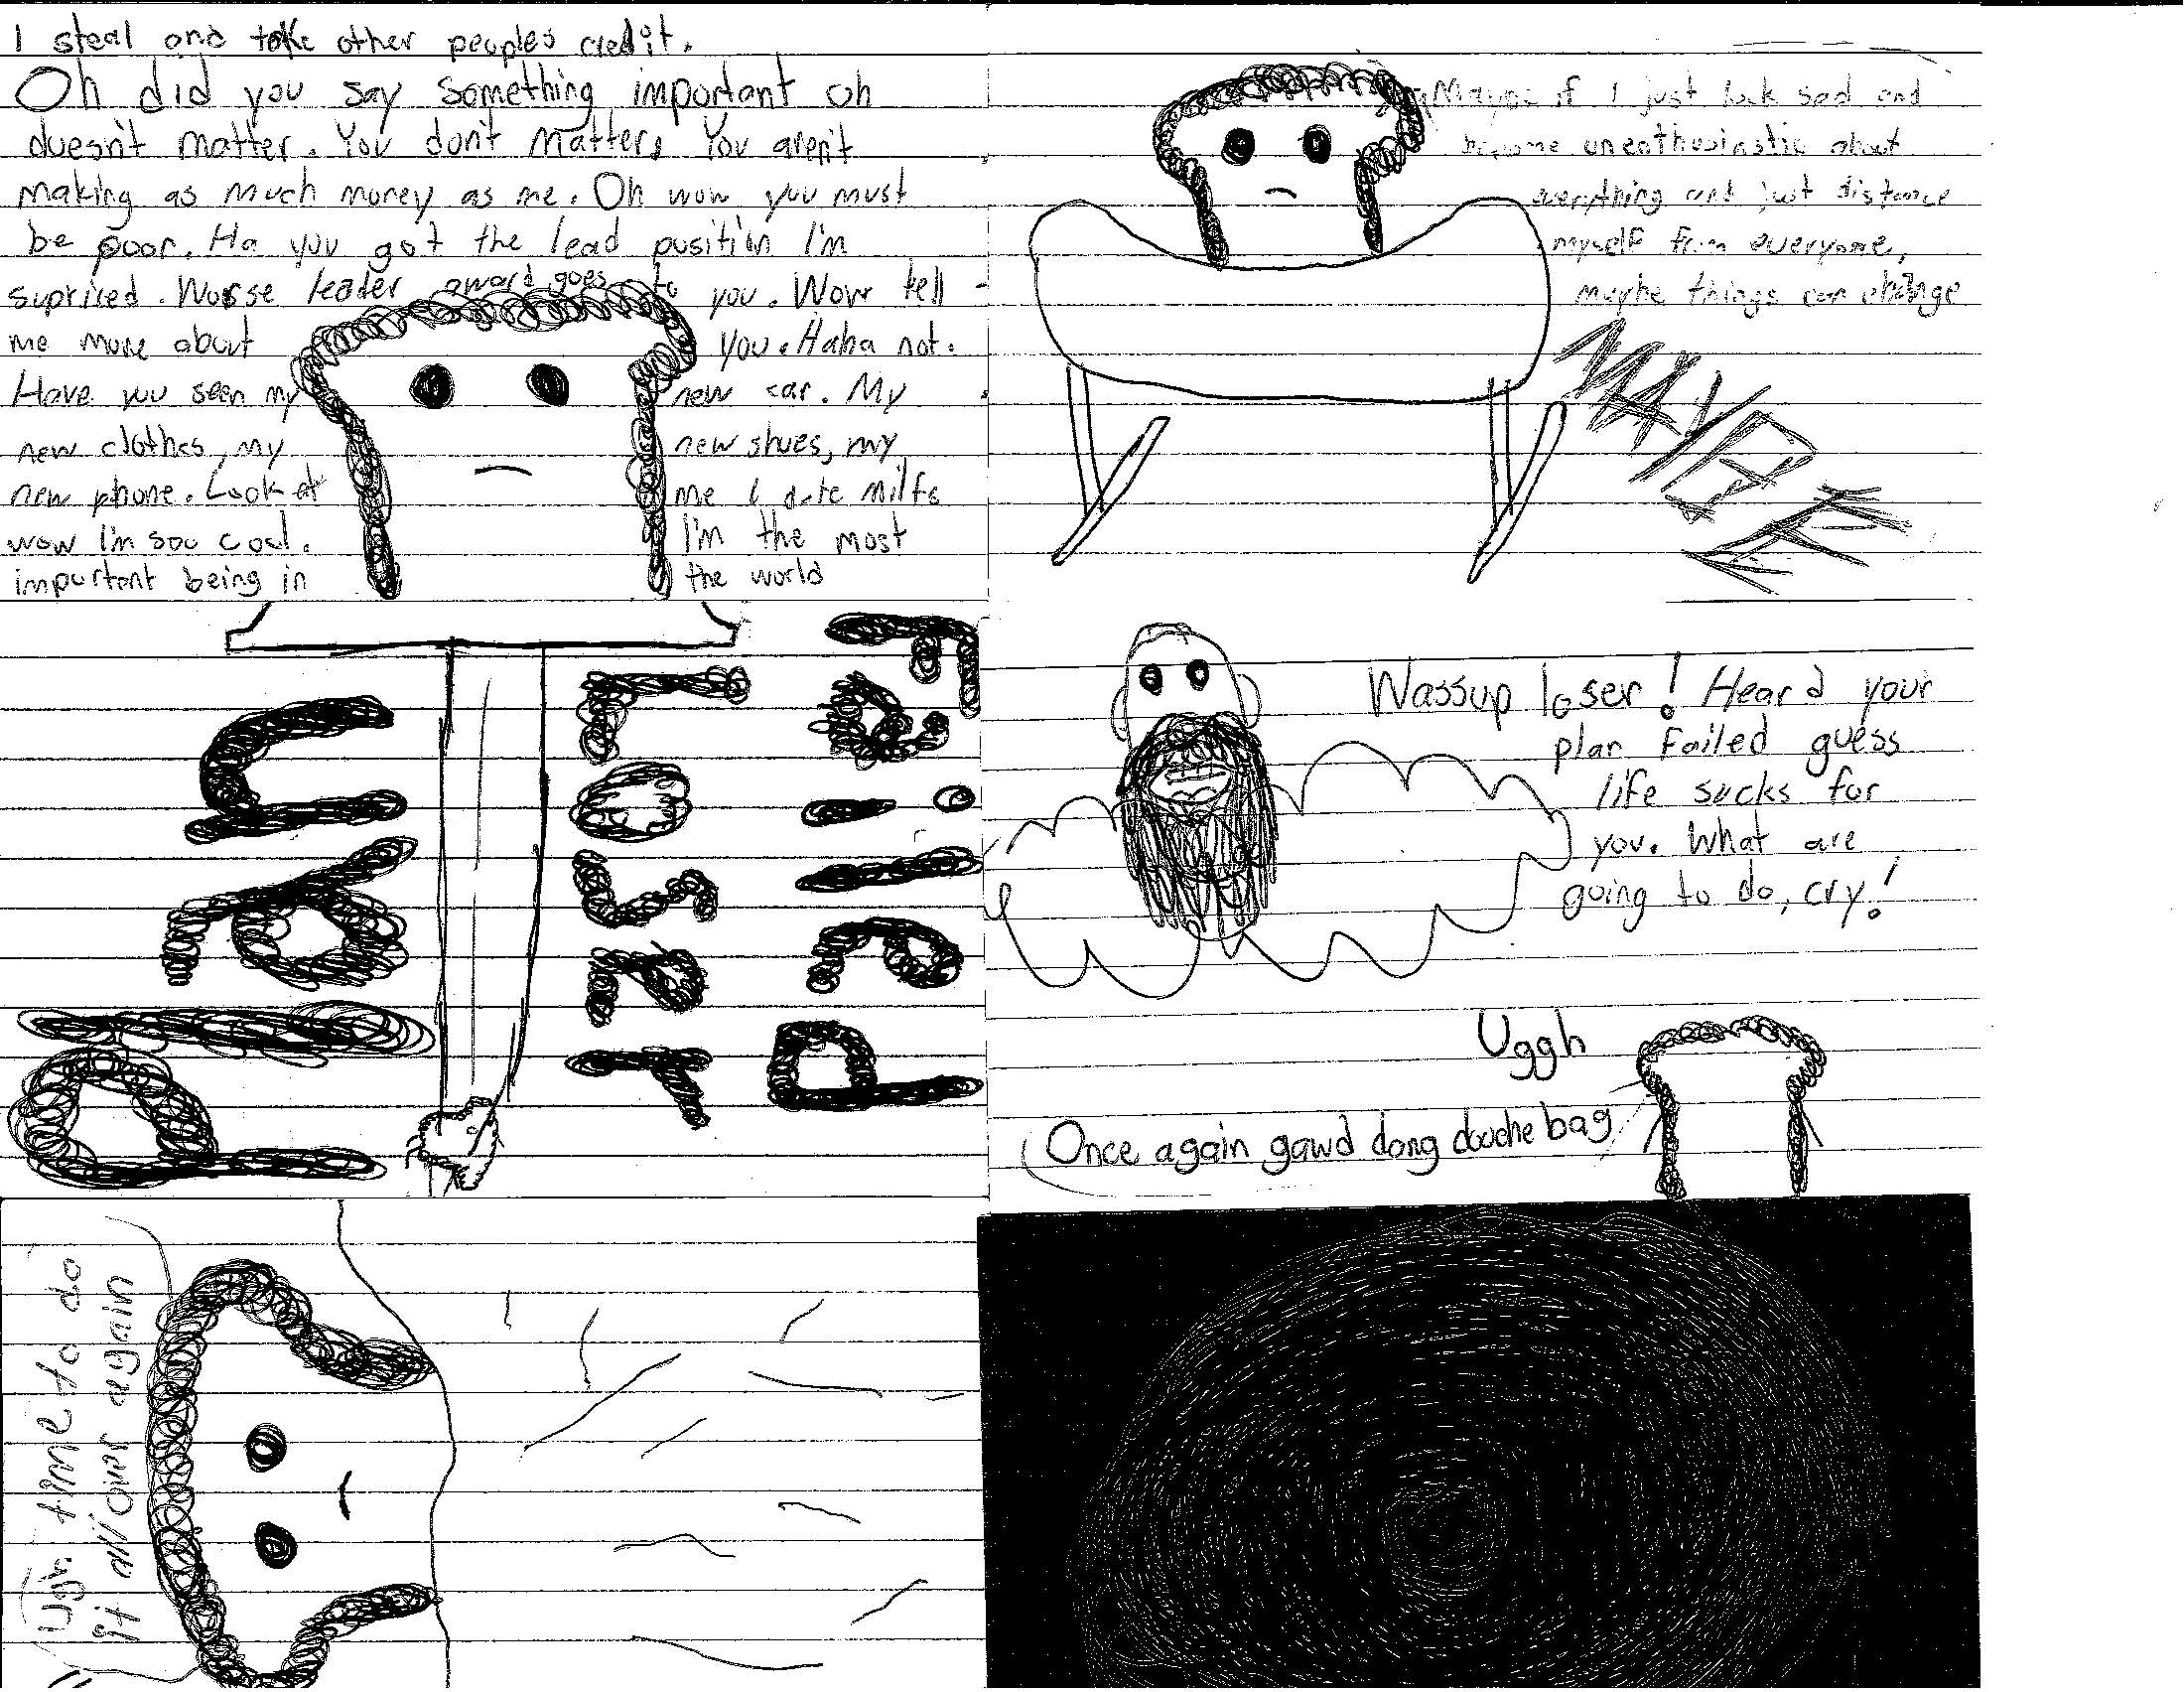 I steal and take other peoples credit.
Oh did you say something important oh
doesn't matter. You don't matter, You aren't
making as much money as me. Oh wow you must
be poor. Ha you got the lead position I'm
suprised. Worse leader award goes to you. Wow tell
me more about you. Haha not.
Have you seen my new car. My
new clothes, my new shoes, my
new phone. Look at me I date milfs
wow I'm soo cool. I'm the most
important being in the world
Maybe if I just look sad and
become unenthusiastic about
everything and just distance
myself from everyone,
maybe things can change
MAYBE
Wassup loser! Heard your
plan Failed guess
life sucks for
you. What are
going to do, cry!
Uggh
Once again gawd dang douche bag
Ugh time to do
it all over again